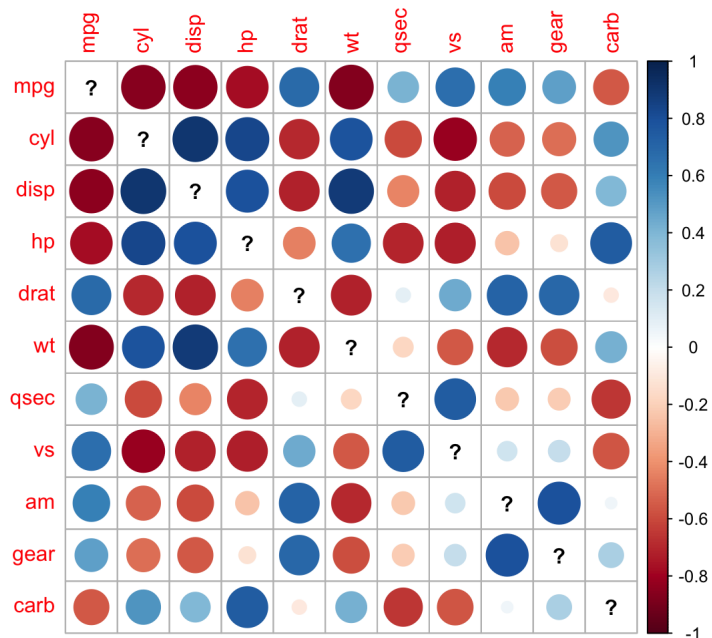 mpg cyl disp hp drat wt qsec vs am gear carb
mpg ? 1
cyl ? 0.8
disp ? 0.6
hp ? 0.4
drat ? 0.2
wt ? 0
qsec ? -0.2
vs ? -0.4
am ? -0.6
gear ? -0.8
carb ? -1